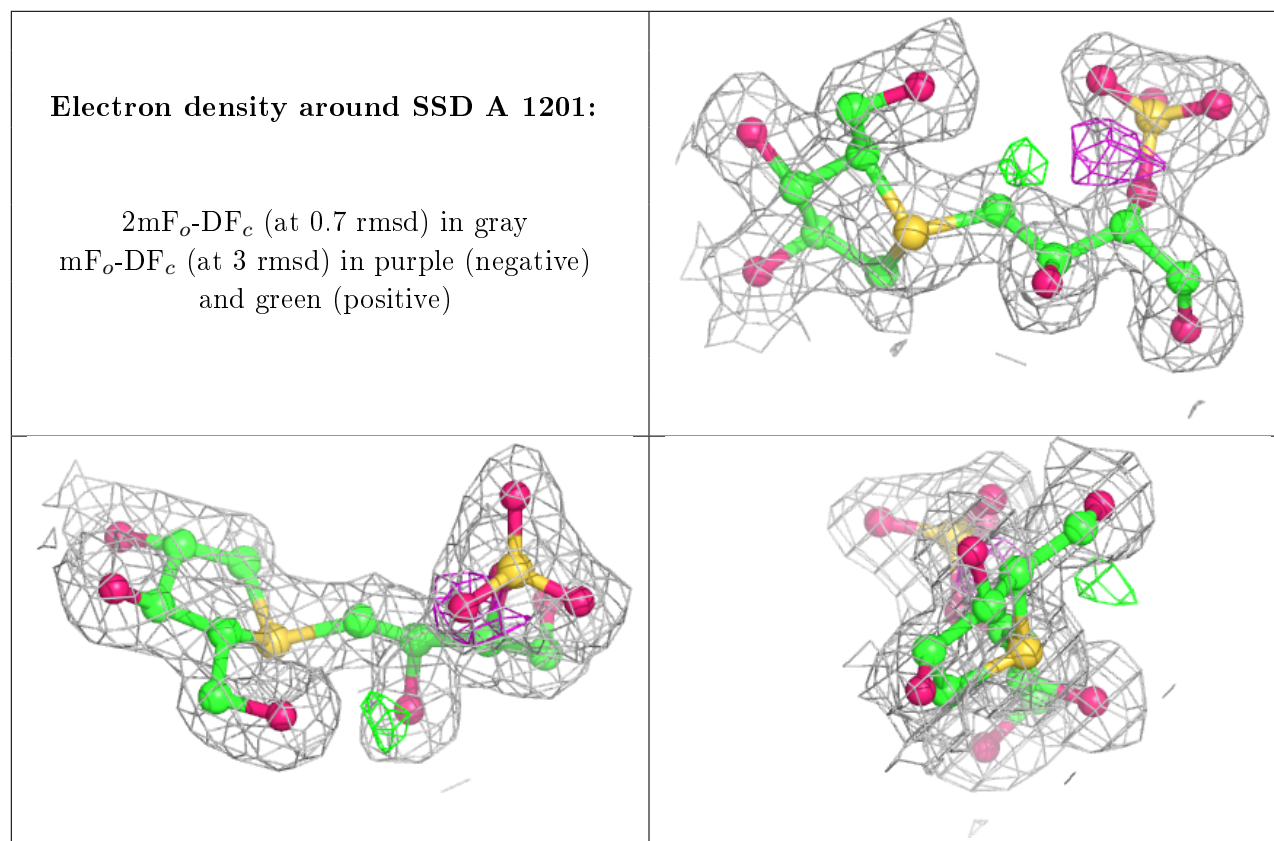 Electron density around SSD A 1201:
2mFo-DFc (at 0.7 rmsd) in gray
mFo-DFc (at 3 rmsd) in purple (negative)
and green (positive)